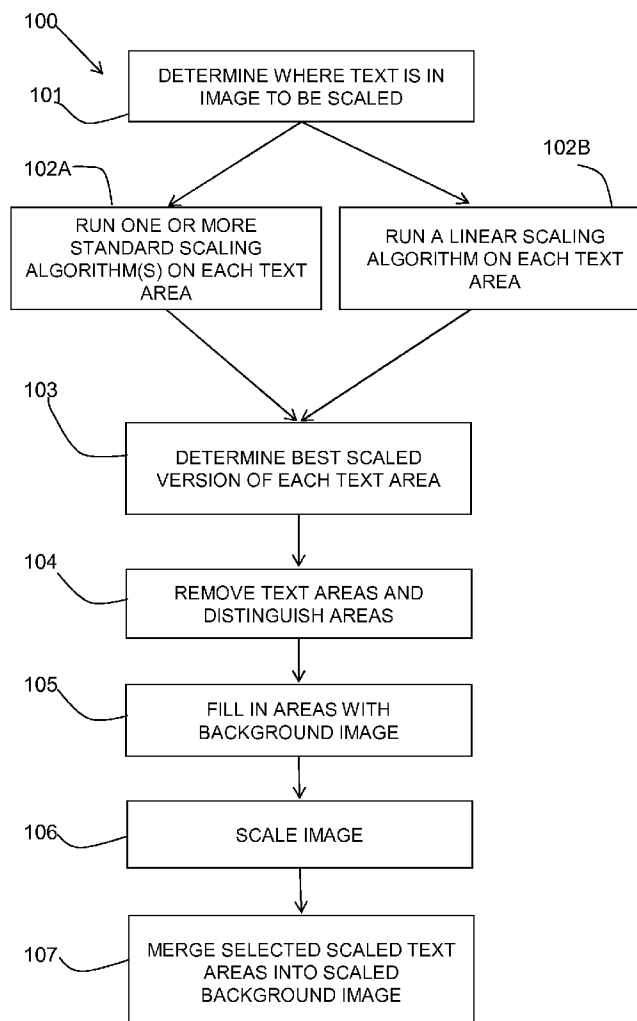 100
DETERMINE WHERE TEXT IS IN
IMAGE TO BE SCALED
101
102A
102B
RUN ONE OR MORE
STANDARD SCALING
ALGORITHM(S) ON EACH TEXT
AREA
RUN A LINEAR SCALING
ALGORITHM ON EACH TEXT
AREA
103
DETERMINE BEST SCALED
VERSION OF EACH TEXT AREA
104
REMOVE TEXT AREAS AND
DISTINGUISH AREAS
105
FILL IN AREAS WITH
BACKGROUND IMAGE
106
SCALE IMAGE
107
MERGE SELECTED SCALED TEXT
AREAS INTO SCALED
BACKGROUND IMAGE